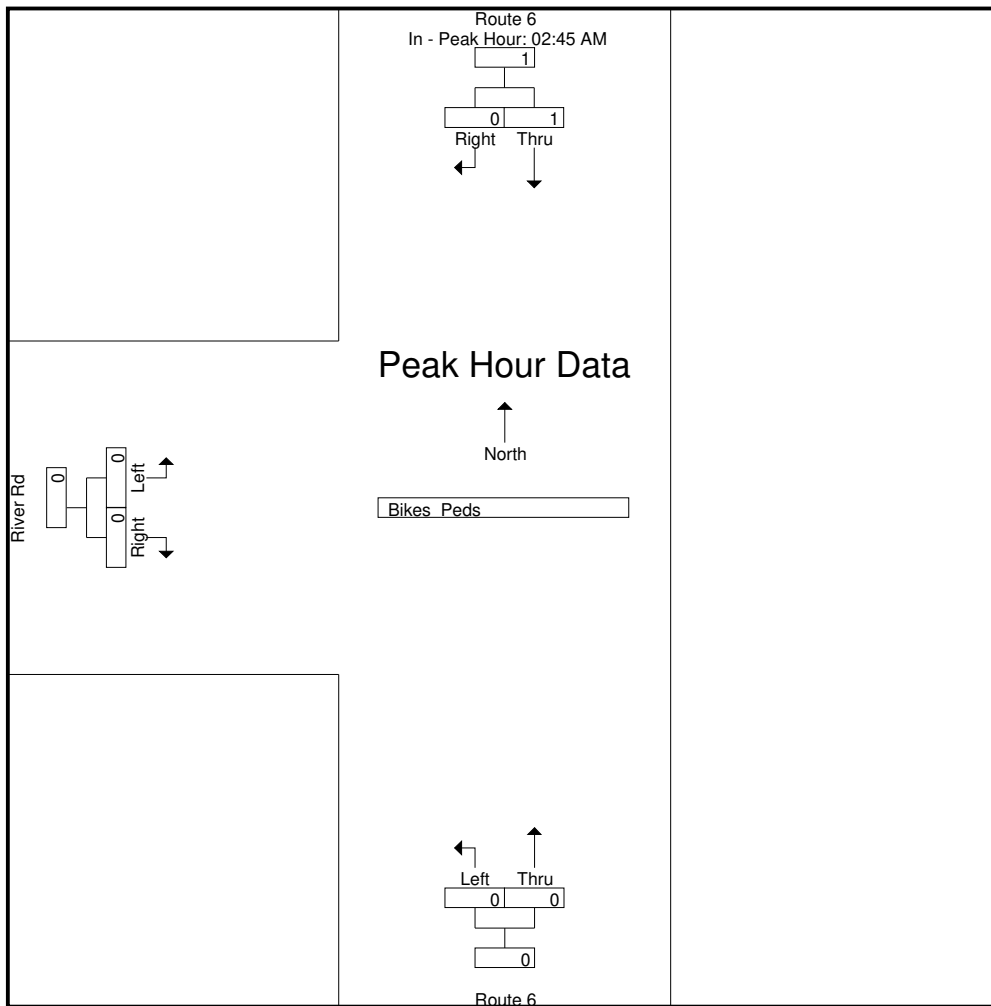 Route 6
In - Peak Hour: 02:45 AM
1
0 1
Right Thru
Peak Hour Data
North
River Rd
0
0 0
Left Right
Bikes Peds
Left Thru
0 0
0
Route 6